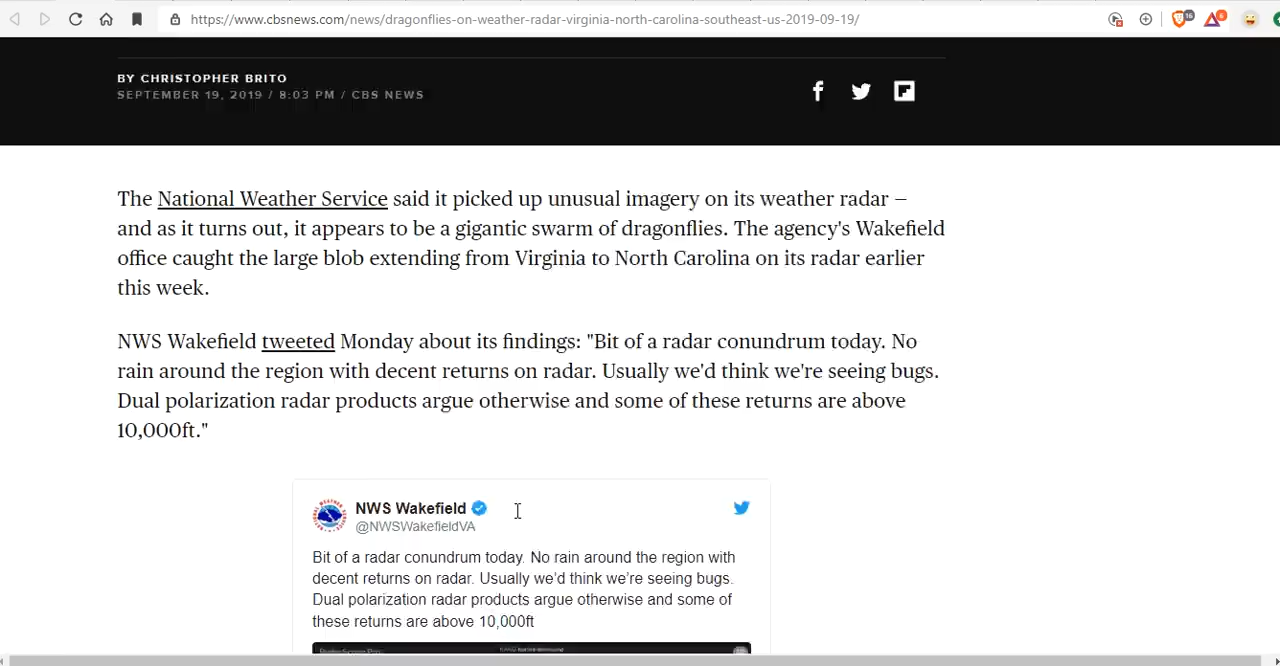 https://www.cbsnews.com/news/dragonflies-on-weather-radar-virginia-north-carolina-southeast-us-2019-09-19/
16
6
BY CHRISTOPHER BRITO
SEPTEMBER 19, 2019 / 8:03 PM / CBS NEWS
The National Weather Service said it picked up unusual imagery on its weather radar —
and as it turns out, it appears to be a gigantic swarm of dragonflies. The agency's Wakefield
office caught the large blob extending from Virginia to North Carolina on its radar earlier
this week.
NWS Wakefield tweeted Monday about its findings: "Bit of a radar conundrum today. No
rain around the region with decent returns on radar. Usually we'd think we're seeing bugs.
Dual polarization radar products argue otherwise and some of these returns are above
10,000ft."
NWS Wakefield
@NWSWakefieldVA
Bit of a radar conundrum today. No rain around the region with
decent returns on radar. Usually we'd think we're seeing bugs.
Dual polarization radar products argue otherwise and some of
these returns are above 10,000ft